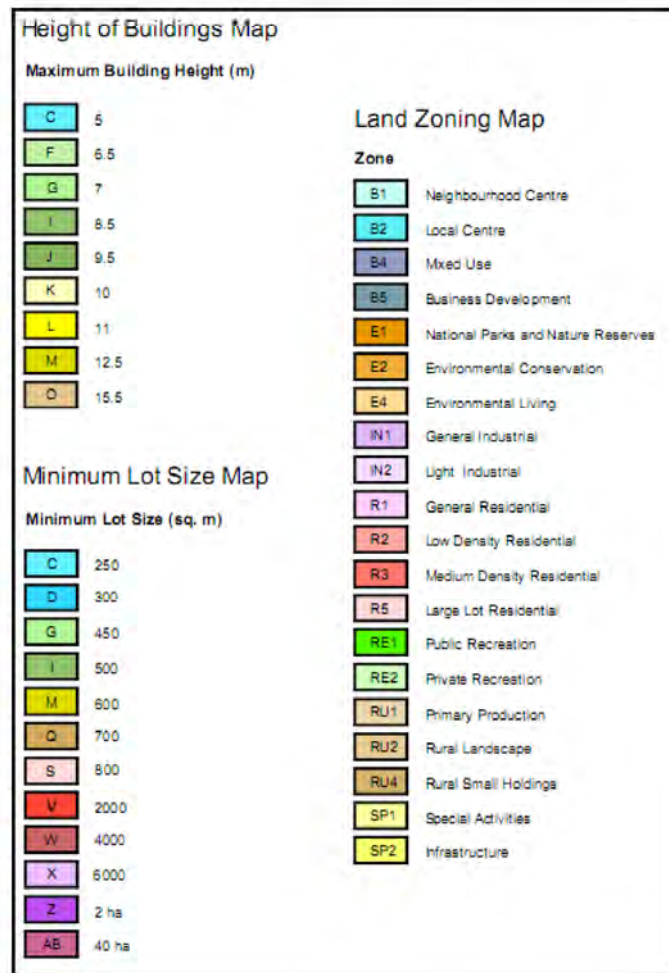 Height of Buildings Map
Maximum Building Height (m)
C 5
F 6.5
G 7
I 8.5
J 9.5
K 10
L 11
M 12.5
O 15.5
Minimum Lot Size Map
Minimum Lot Size (sq. m)
C 250
D 300
G 450
I 500
M 600
Q 700
S 800
V 2000
W 4000
X 6000
Z 2 ha
AB 40 ha
Land Zoning Map
Zone
B1 Neighbourhood Centre
B2 Local Centre
B4 Mixed Use
B5 Business Development
E1 National Parks and Nature Reserves
E2 Environmental Conservation
E4 Environmental Living
IN1 General Industrial
IN2 Light Industrial
R1 General Residential
R2 Low Density Residential
R3 Medium Density Residential
R5 Large Lot Residential
RE1 Public Recreation
RE2 Private Recreation
RU1 Primary Production
RU2 Rural Landscape
RU4 Rural Small Holdings
SP1 Special Activities
SP2 Infrastructure